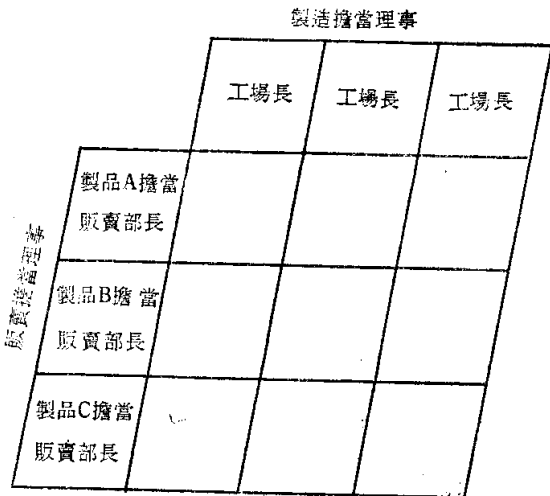 製造擔當理事
工場長
工場長
工場長
販賣擔當理事
製品A擔當
販賣部長
製品B擔當
販賣部長
製品C擔當
販賣部長